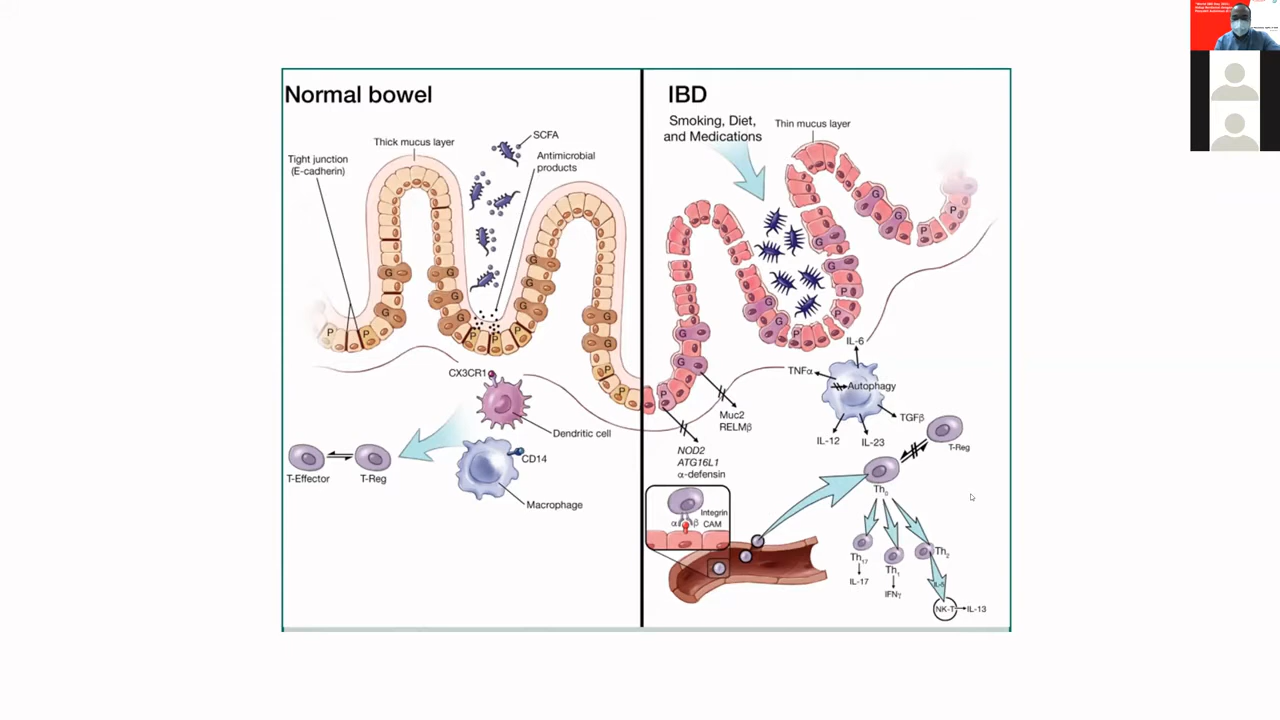 Normal bowel
Thick mucus layer
SCFA
Antimicrobial
products
Tight junction
(E-cadherin)
G
G
G
G
G
G
G
G
G
G
P
P
P
P
P
P
CX3CR1
Dendritic cell
CD14
Macrophage
T-Effector
T-Reg
IBD
Smoking, Diet,
and Medications
Thin mucus layer
G
G
G
G
G
G
G
G
P
P
P
P
P
P
IL-6
TNFα
Autophagy
TGFβ
IL-12
IL-23
Muc2
RELMβ
NOD2
ATG16L1
α-defensin
T-Reg
Th0
Integrin
α β
CAM
Th17
Th1
Th2
IL-17
IFNγ
NK-T
IL-13